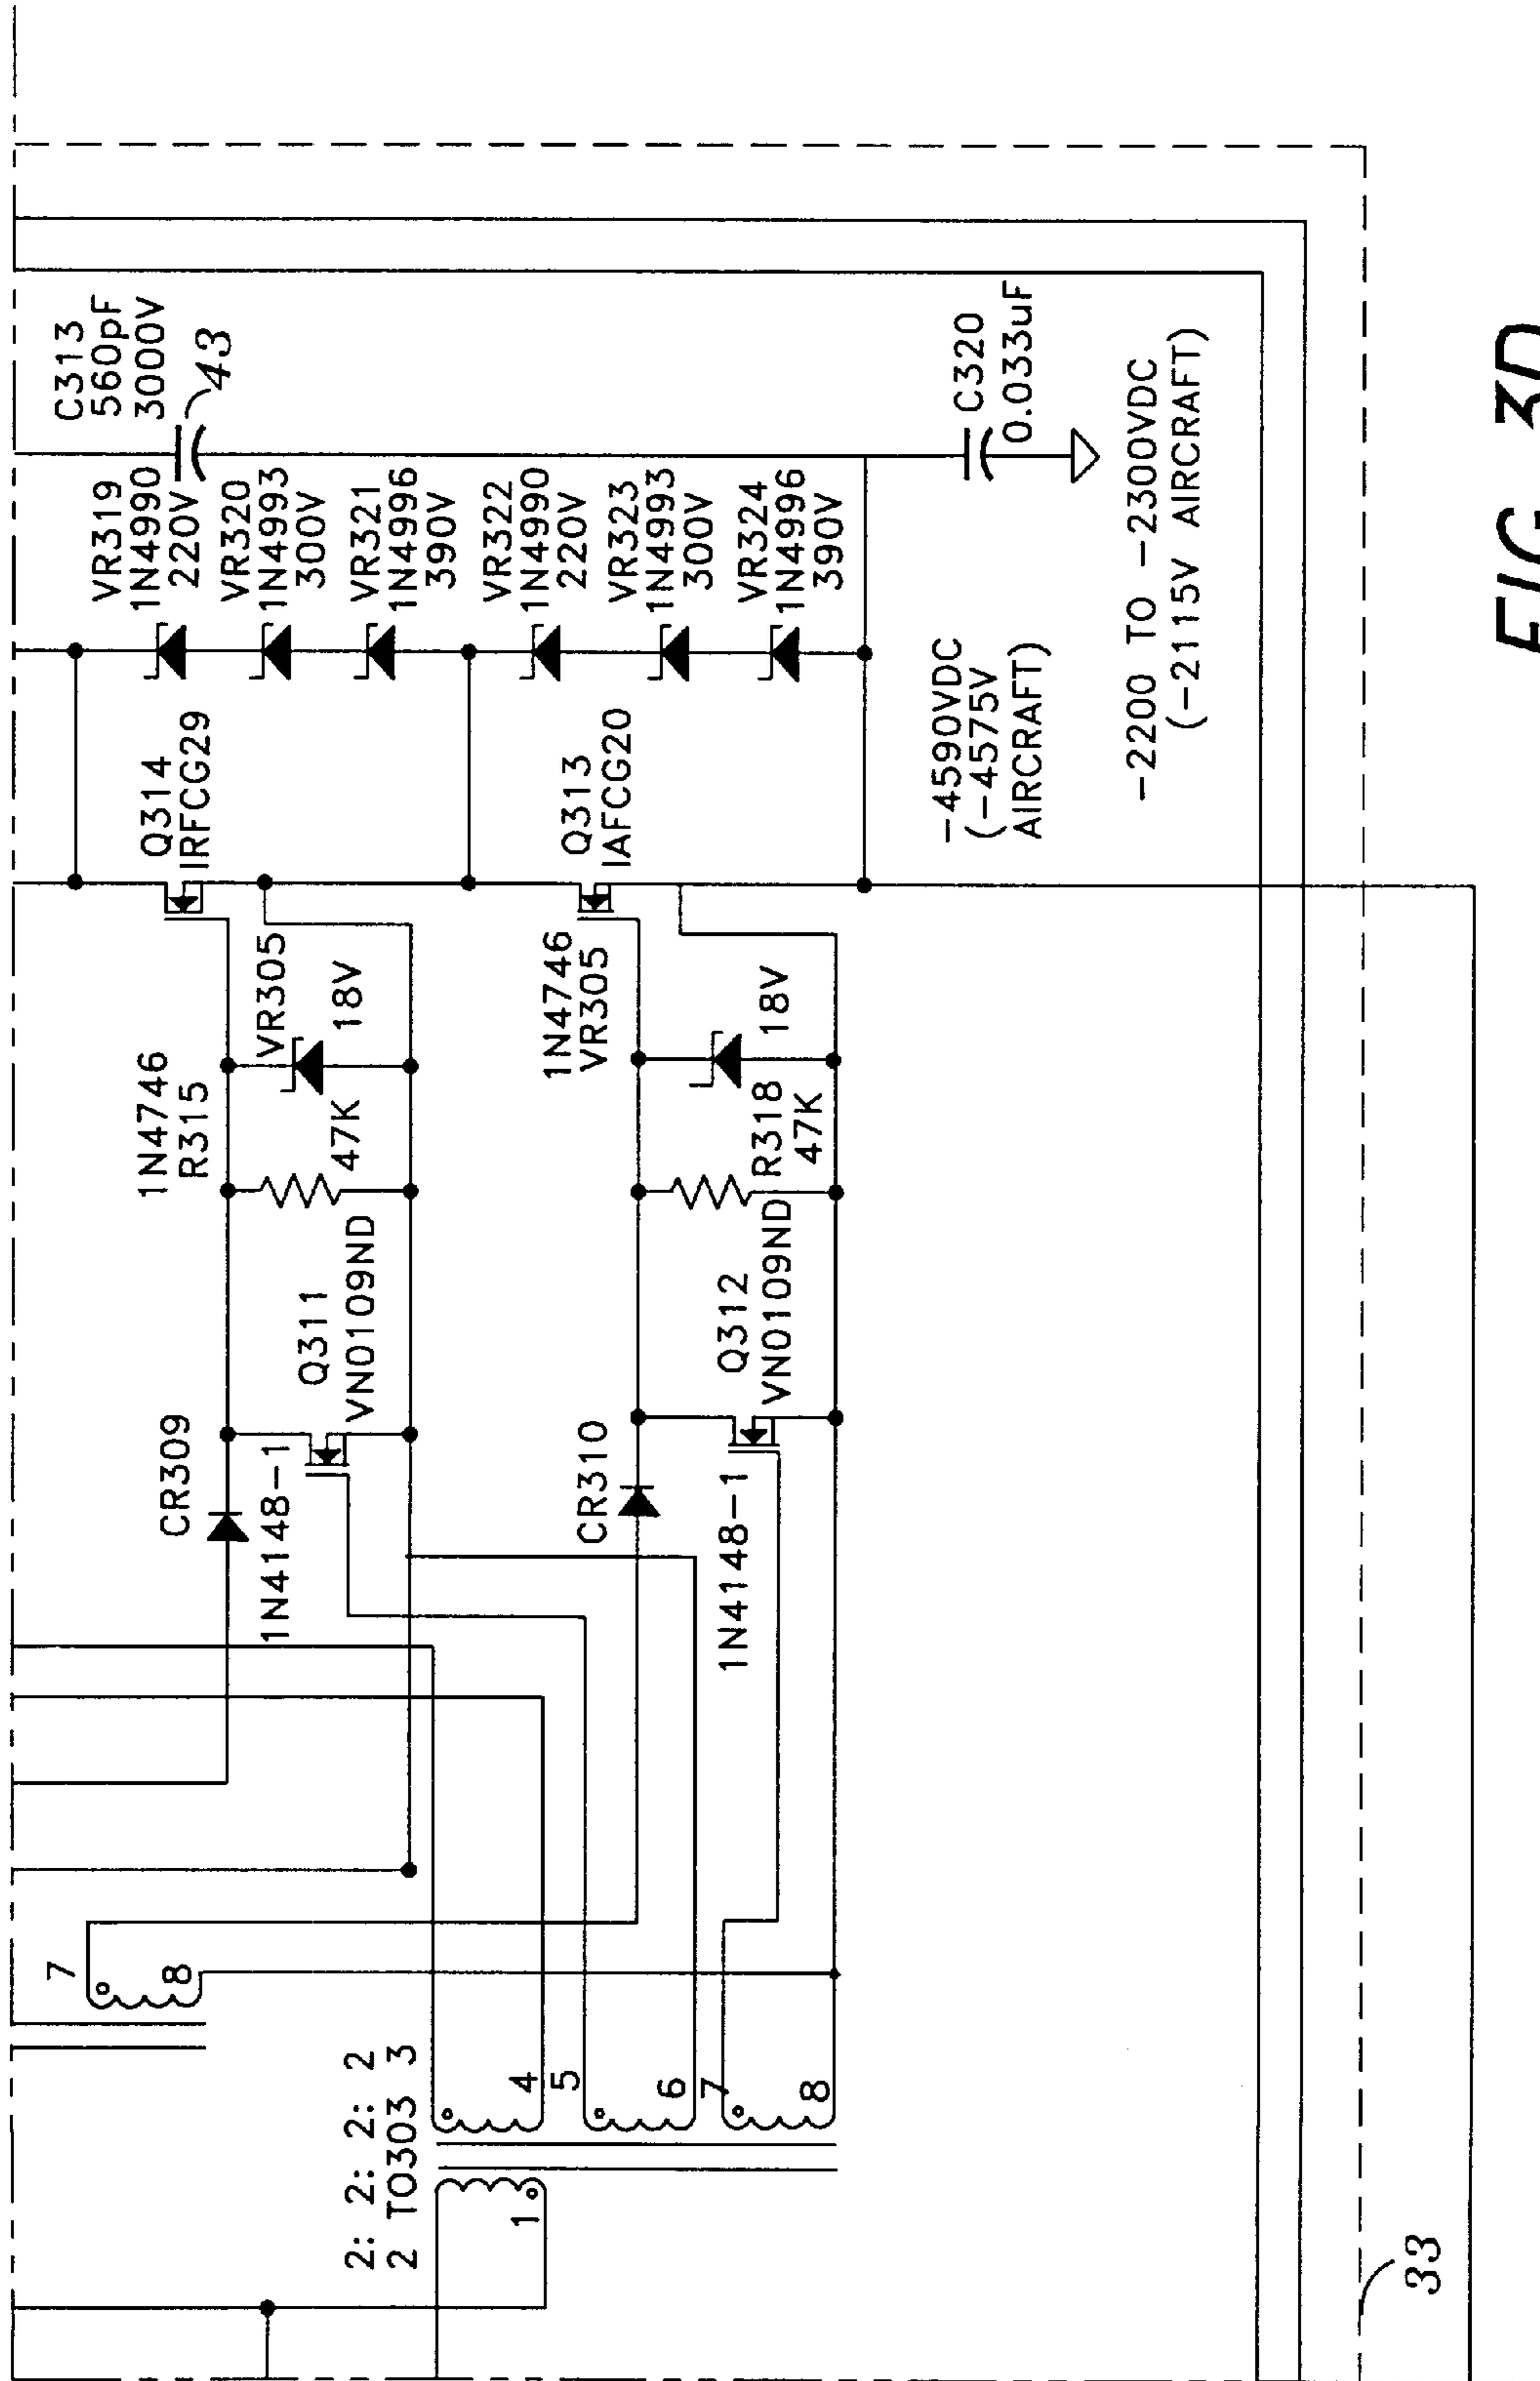 C313
560pF
3000V
43
VR319
1N4990
220V
VR320
1N4993
300V
VR321
1N4996
390V
VR322
1N4990
220V
VR323
1N4993
300V
VR324
1N4996
390V
C320
0.033uF
-2200 TO -2300VDC
(-2115V AIRCRAFT)
-4590VDC
(-4575V
AIRCRAFT)
Q314
IRFCG29
Q313
IAFCG20
1N4746
R315
VR305
18V
47K
1N4746
VR305
18V
R318
47K
Q311
VN0109ND
Q312
VN0109ND
CR309
1N4148-1
CR310
1N4148-1
7
8
2: 2: 2: 2: 2
2 TO303 3
4
5
6
7
8
1
33
FIG 3D